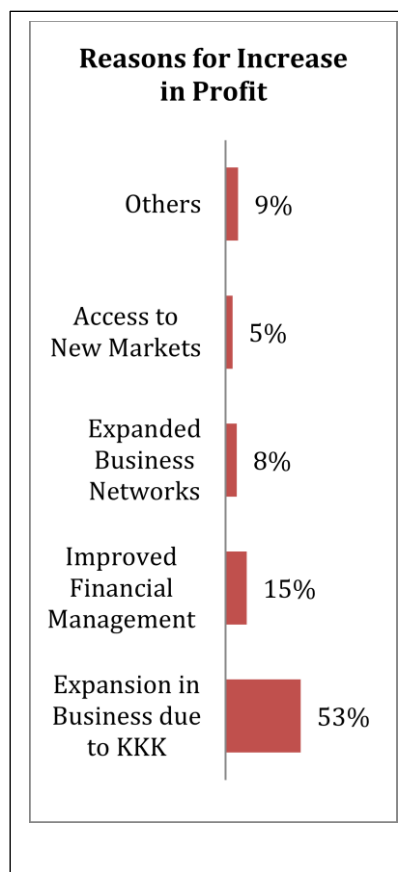 Reasons for Increase
in Profit
Others
9%
Access to
New Markets
5%
Expanded
Business
Networks
8%
Improved
Financial
Management
15%
Expansion in
Business due
to KKK
53%